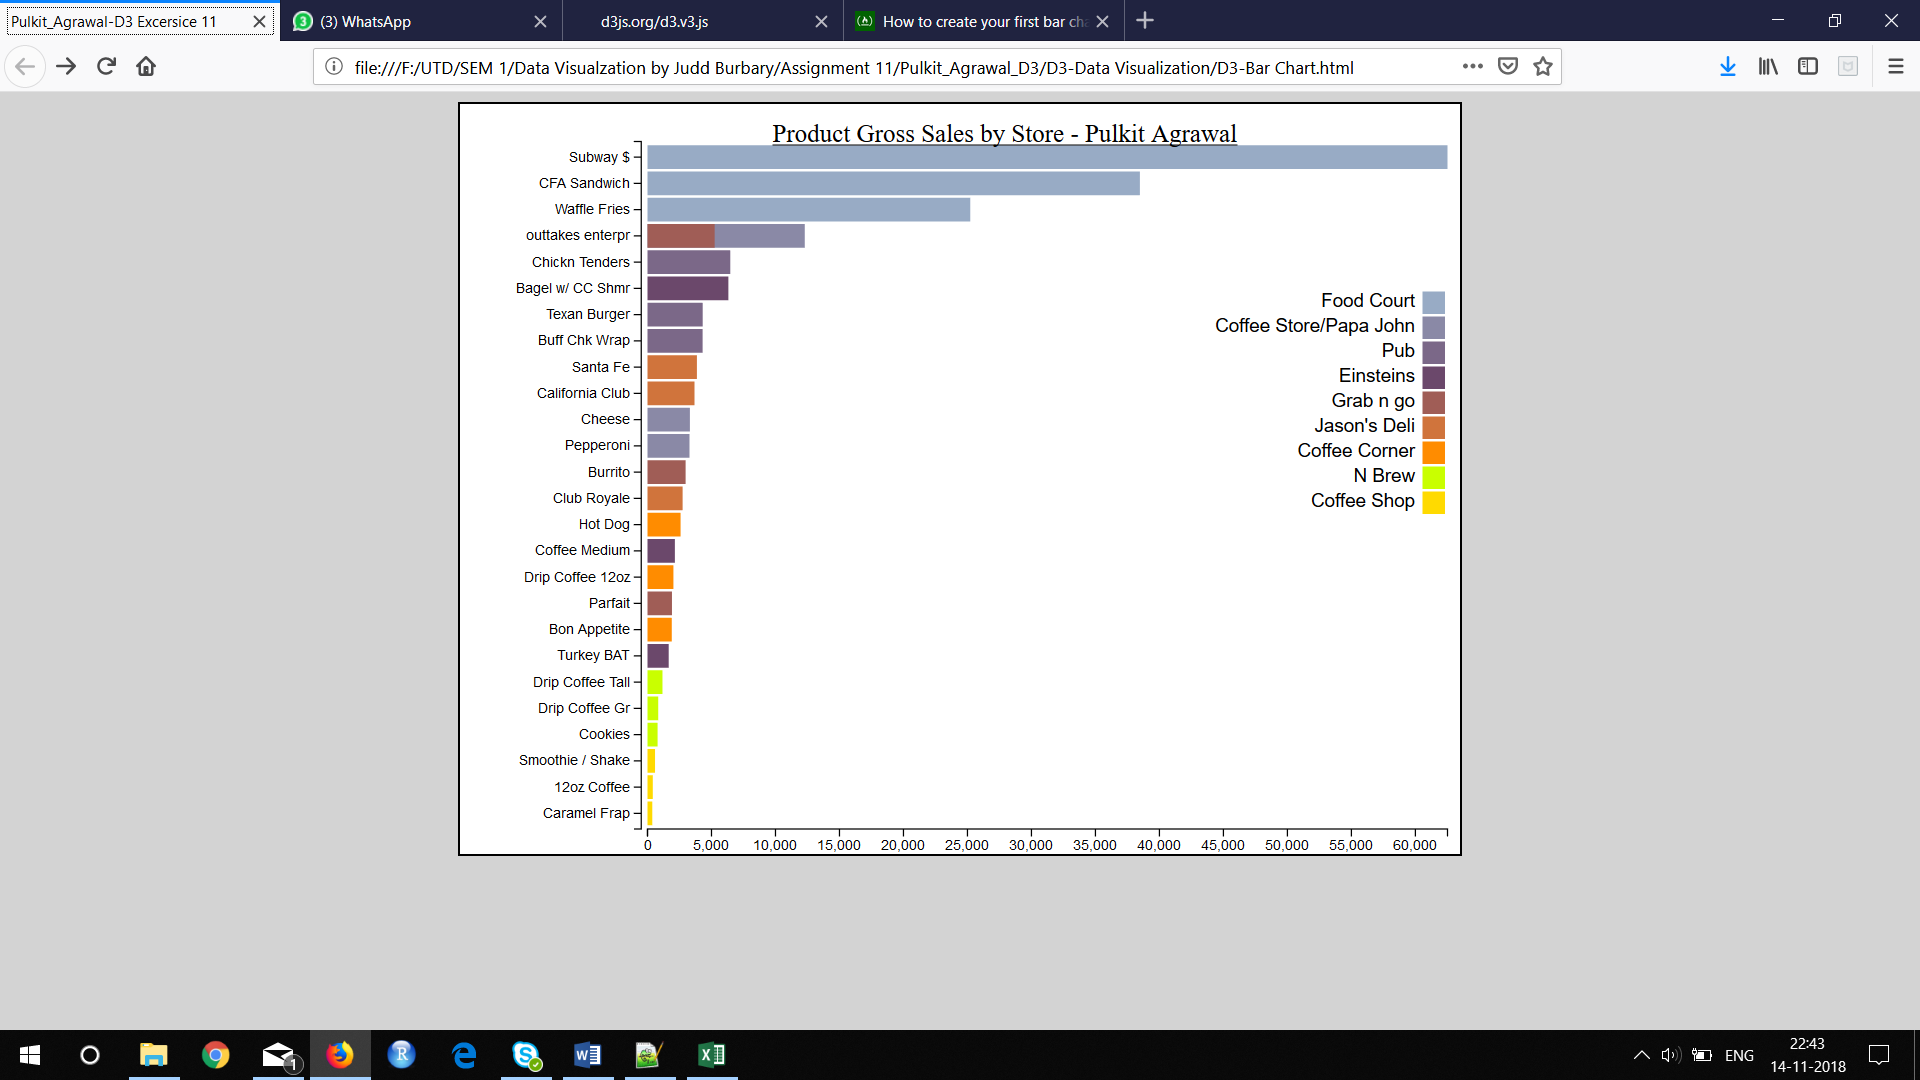 Pulkit_Agrawal-D3 Excersice 11
3 (3) WhatsApp
d3js.org/d3.v3.js
How to create your first bar cha
file:///F:/UTD/SEM 1/Data Visualzation by Judd Burbary/Assignment 11/Pulkit_Agrawal_D3/D3-Data Visualization/D3-Bar Chart.html
Product Gross Sales by Store - Pulkit Agrawal
Subway $
CFA Sandwich
Waffle Fries
outtakes enterpr
Chickn Tenders
Bagel w/ CC Shmr
Texan Burger
Buff Chk Wrap
Santa Fe
California Club
Cheese
Pepperoni
Burrito
Club Royale
Hot Dog
Coffee Medium
Drip Coffee 12oz
Parfait
Bon Appetite
Turkey BAT
Drip Coffee Tall
Drip Coffee Gr
Cookies
Smoothie / Shake
12oz Coffee
Caramel Frap
Food Court
Coffee Store/Papa John
Pub
Einsteins
Grab n go
Jason's Deli
Coffee Corner
N Brew
Coffee Shop
0 5,000 10,000 15,000 20,000 25,000 30,000 35,000 40,000 45,000 50,000 55,000 60,000
1
R
ENG
22:43
14-11-2018